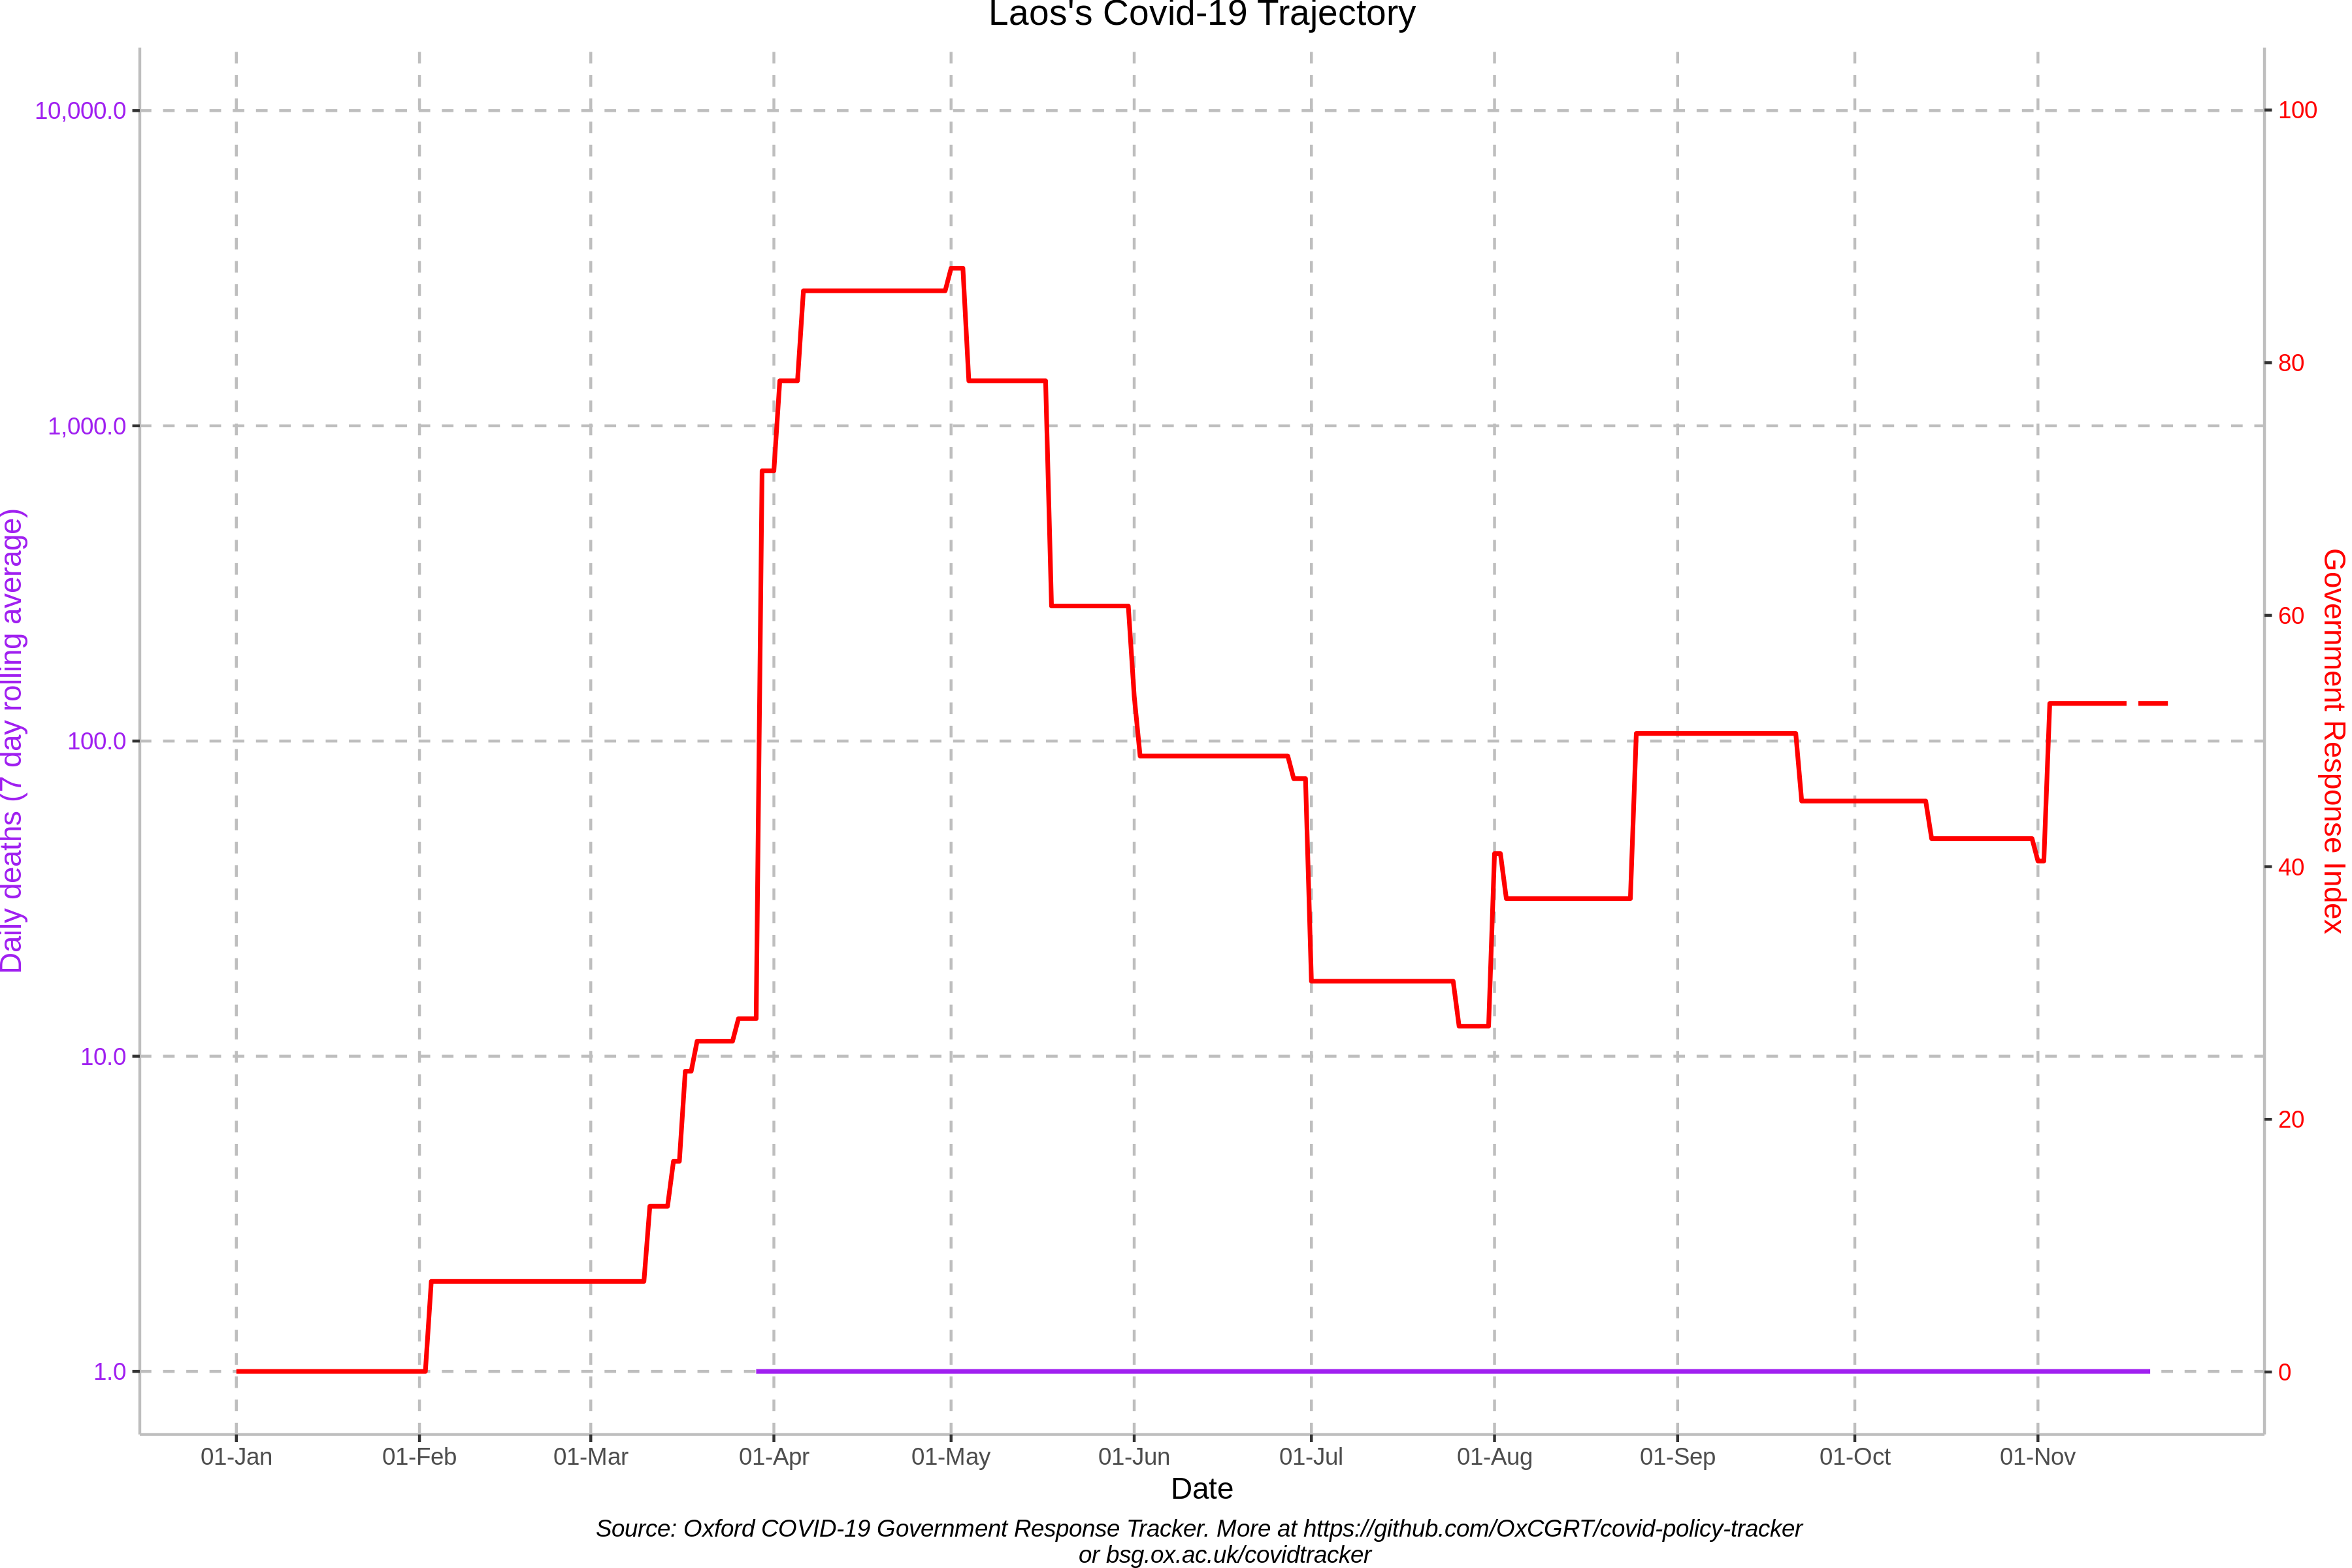 Laos's Covid-19 Trajectory
10,000.0
1,000.0
100.0
10.0
1.0
Daily deaths (7 day rolling average)
100
80
60
40
20
0
Government Response Index
01-Jan 01-Feb 01-Mar 01-Apr 01-May 01-Jun 01-Jul 01-Aug 01-Sep 01-Oct 01-Nov
Date
Source: Oxford COVID-19 Government Response Tracker. More at https://github.com/OxCGRT/covid-policy-tracker
or bsg.ox.ac.uk/covidtracker